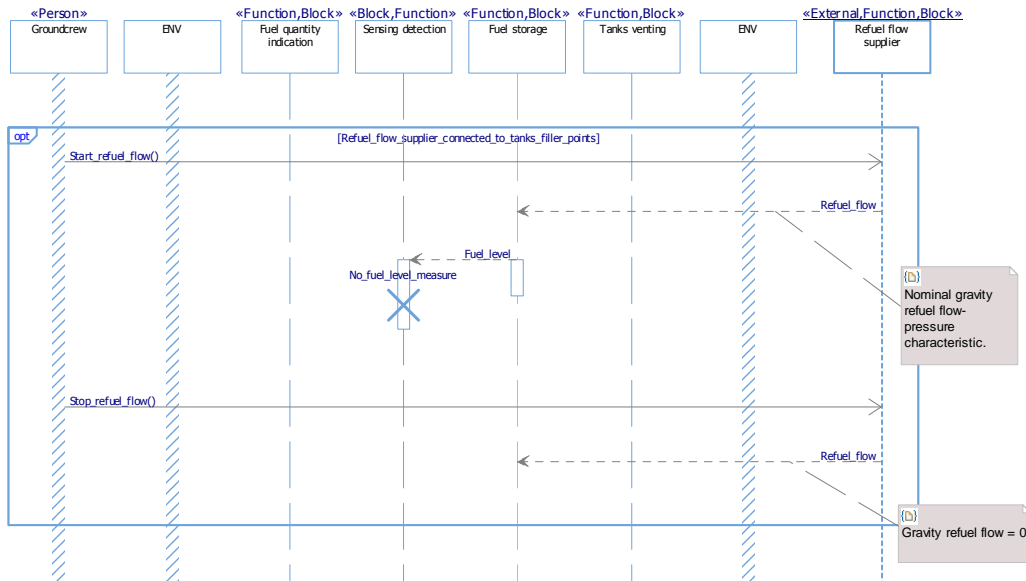 «Person»
«Function,Block»
«Block,Function»
«Function,Block»
«Function,Block»
«External,Function,Block»
Groundcrew
ENV
Fuel quantity
indication
Sensing detection
Fuel storage
Tanks venting
ENV
Refuel flow
supplier
opt
[Refuel_flow_supplier_connected_to_tanks_filler_points]
Start_refuel_flow()
Refuel_flow
Fuel_level
No_fuel_level_measure
Nominal gravity
refuel flow-
pressure
characteristic.
Stop_refuel_flow()
Refuel_flow
Gravity refuel flow = 0